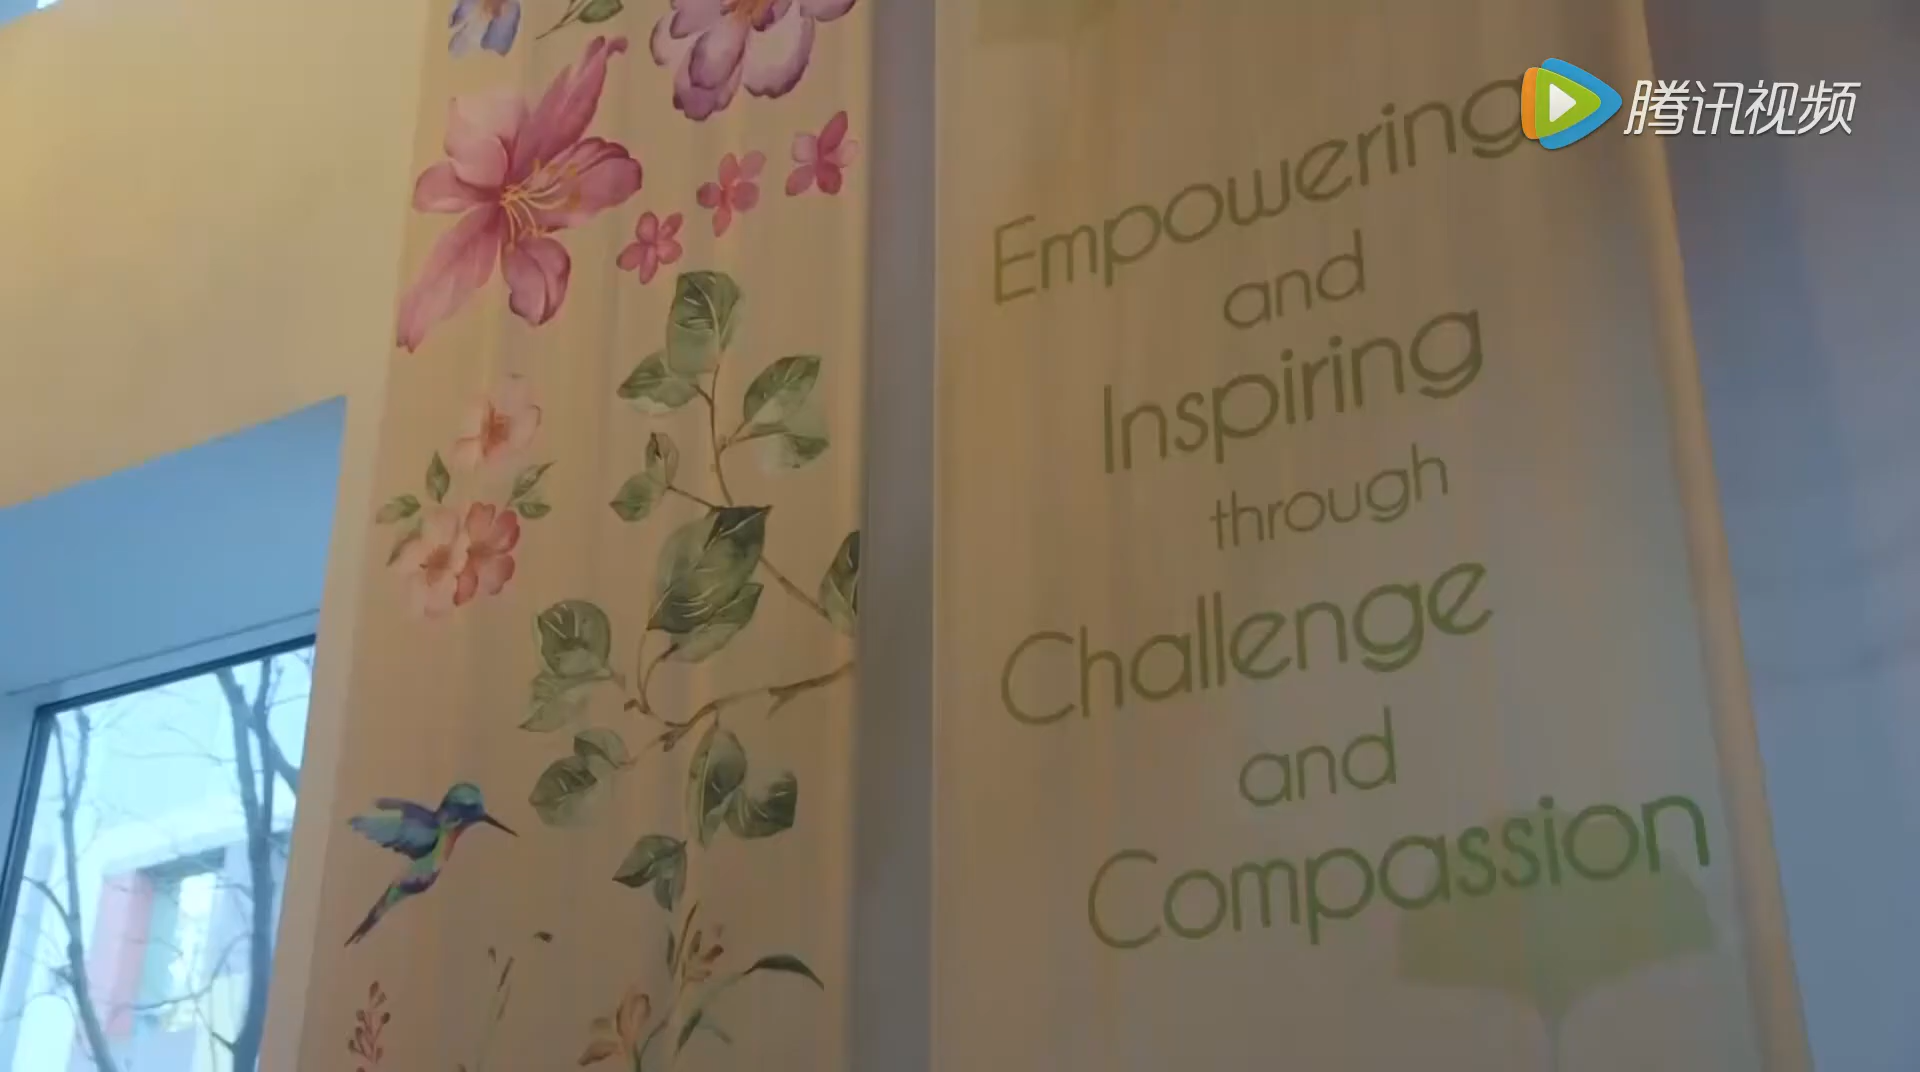 腾讯视频
Empowering
and
Inspiring
through
Challenge
and
Compassion